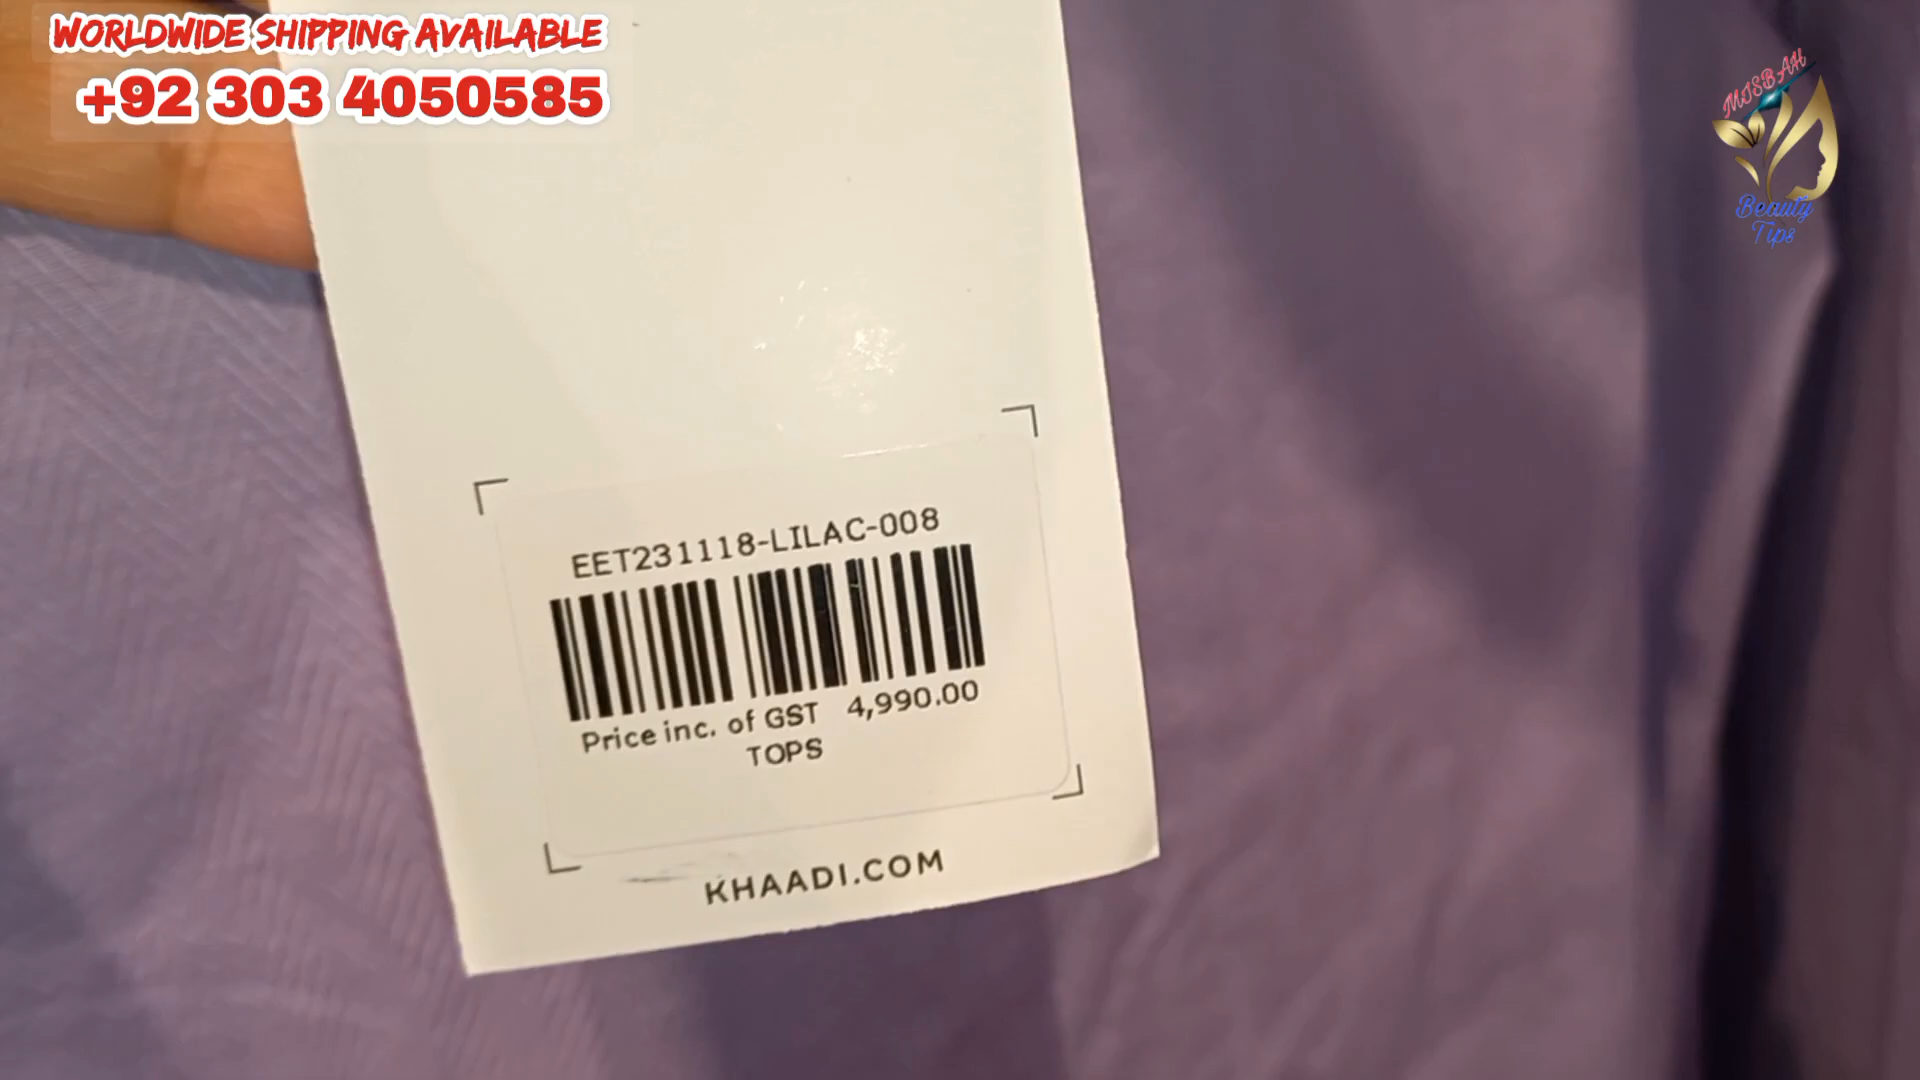 WORLDWIDE SHIPPING AVAILABLE
+92 303 4050585
MISBAH
Beauty
Tips
EET231118-LILAC-008
Price inc. of GST 4,990.00
TOPS
KHAADI.COM